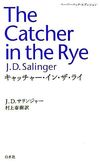 ペーパーバック・エディション
The
Catcher
in the Rye
J.D. Salinger
キャッチャー・イン・ザ・ライ
J.D.サリンジャー
村上春樹訳
白水社